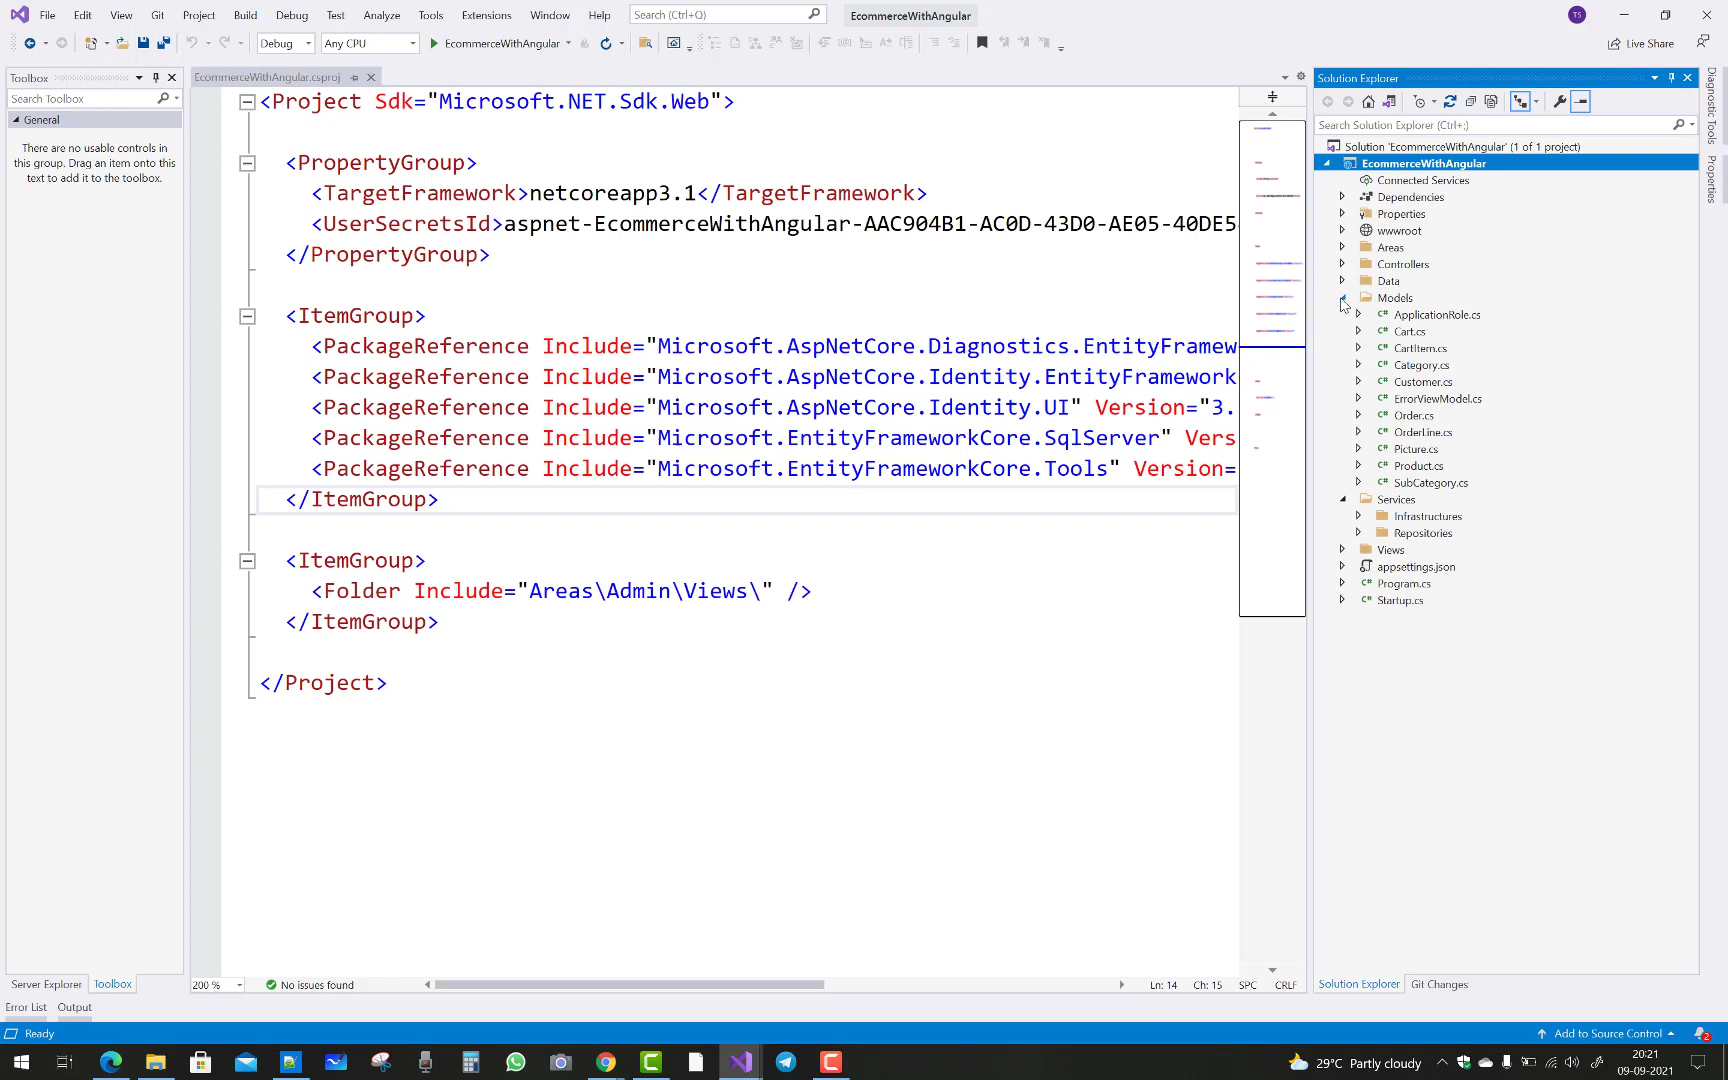 File Edit View Git Project Build Debug Test Analyze Tools Extensions Window Help Search (Ctrl+Q) EcommerceWithAngular TS
Debug Any CPU EcommerceWithAngular Live Share
Toolbox
Search Toolbox
General
There are no usable controls in
this group. Drag an item onto this
text to add it to the toolbox.
EcommerceWithAngular.csproj
<Project Sdk="Microsoft.NET.Sdk.Web">
<PropertyGroup>
<TargetFramework>netcoreapp3.1</TargetFramework>
<UserSecretsId>aspnet-EcommerceWithAngular-AAC904B1-AC0D-43D0-AE05-40DE5
</PropertyGroup>
<ItemGroup>
<PackageReference Include="Microsoft.AspNetCore.Diagnostics.EntityFramew
<PackageReference Include="Microsoft.AspNetCore.Identity.EntityFramework
<PackageReference Include="Microsoft.AspNetCore.Identity.UI" Version="3.
<PackageReference Include="Microsoft.EntityFrameworkCore.SqlServer" Vers
<PackageReference Include="Microsoft.EntityFrameworkCore.Tools" Version=
</ItemGroup>
<ItemGroup>
<Folder Include="Areas\Admin\Views\" />
</ItemGroup>
</Project>
200 % No issues found Ln: 14 Ch: 15 SPC CRLF
Solution Explorer
Search Solution Explorer (Ctrl+;)
Solution 'EcommerceWithAngular' (1 of 1 project)
EcommerceWithAngular
Connected Services
Dependencies
Properties
wwwroot
Areas
Controllers
Data
Models
ApplicationRole.cs
Cart.cs
CartItem.cs
Category.cs
Customer.cs
ErrorViewModel.cs
Order.cs
OrderLine.cs
Picture.cs
Product.cs
SubCategory.cs
Services
Infrastructures
Repositories
Views
appsettings.json
Program.cs
Startup.cs
Solution Explorer Git Changes
Diagnostic Tools
Properties
Server Explorer Toolbox
Error List Output
Ready Add to Source Control 2
29°C Partly cloudy 20:21
09-09-2021